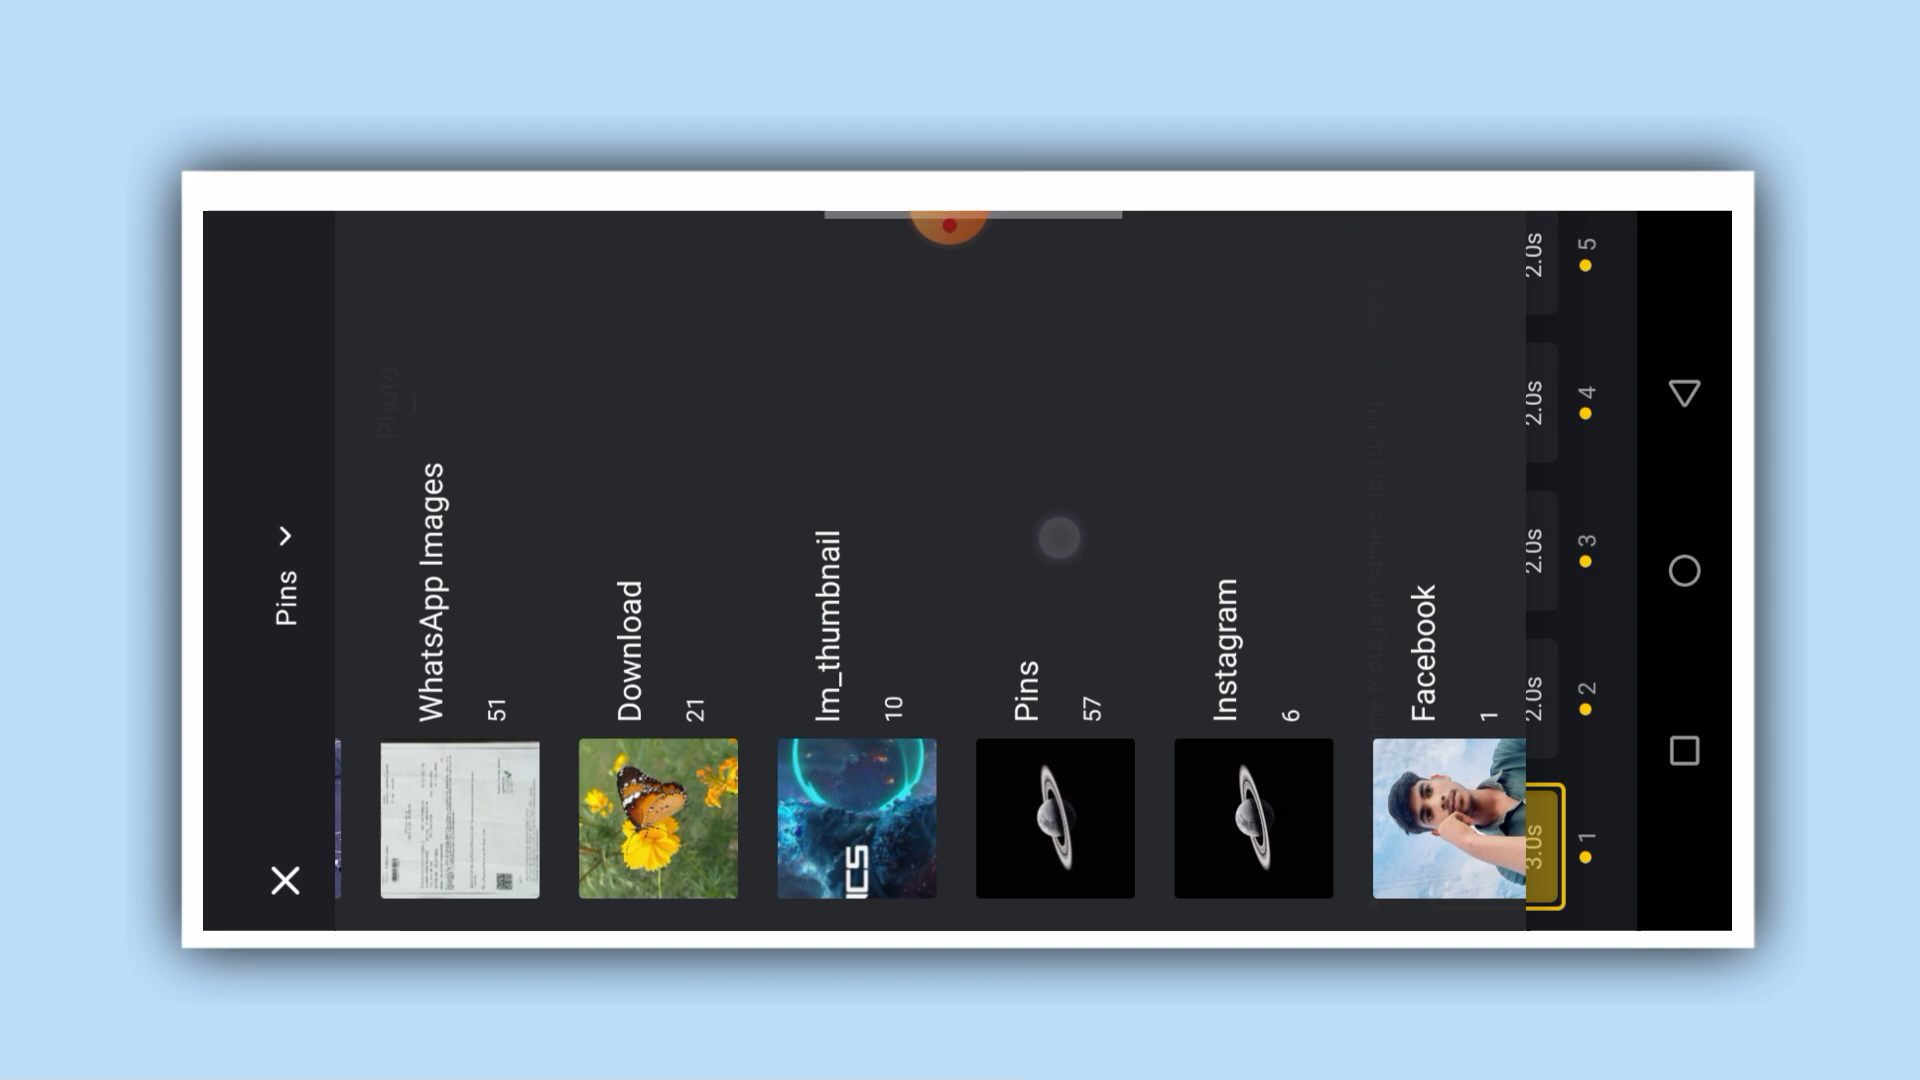 Pins
Photo
WhatsApp Images
51
Download
21
Im_thumbnail
10
Pins
57
Instagram
6
Facebook
1
3.0s
2.0s
2.0s
2.0s
2.0s
1
2
3
4
5